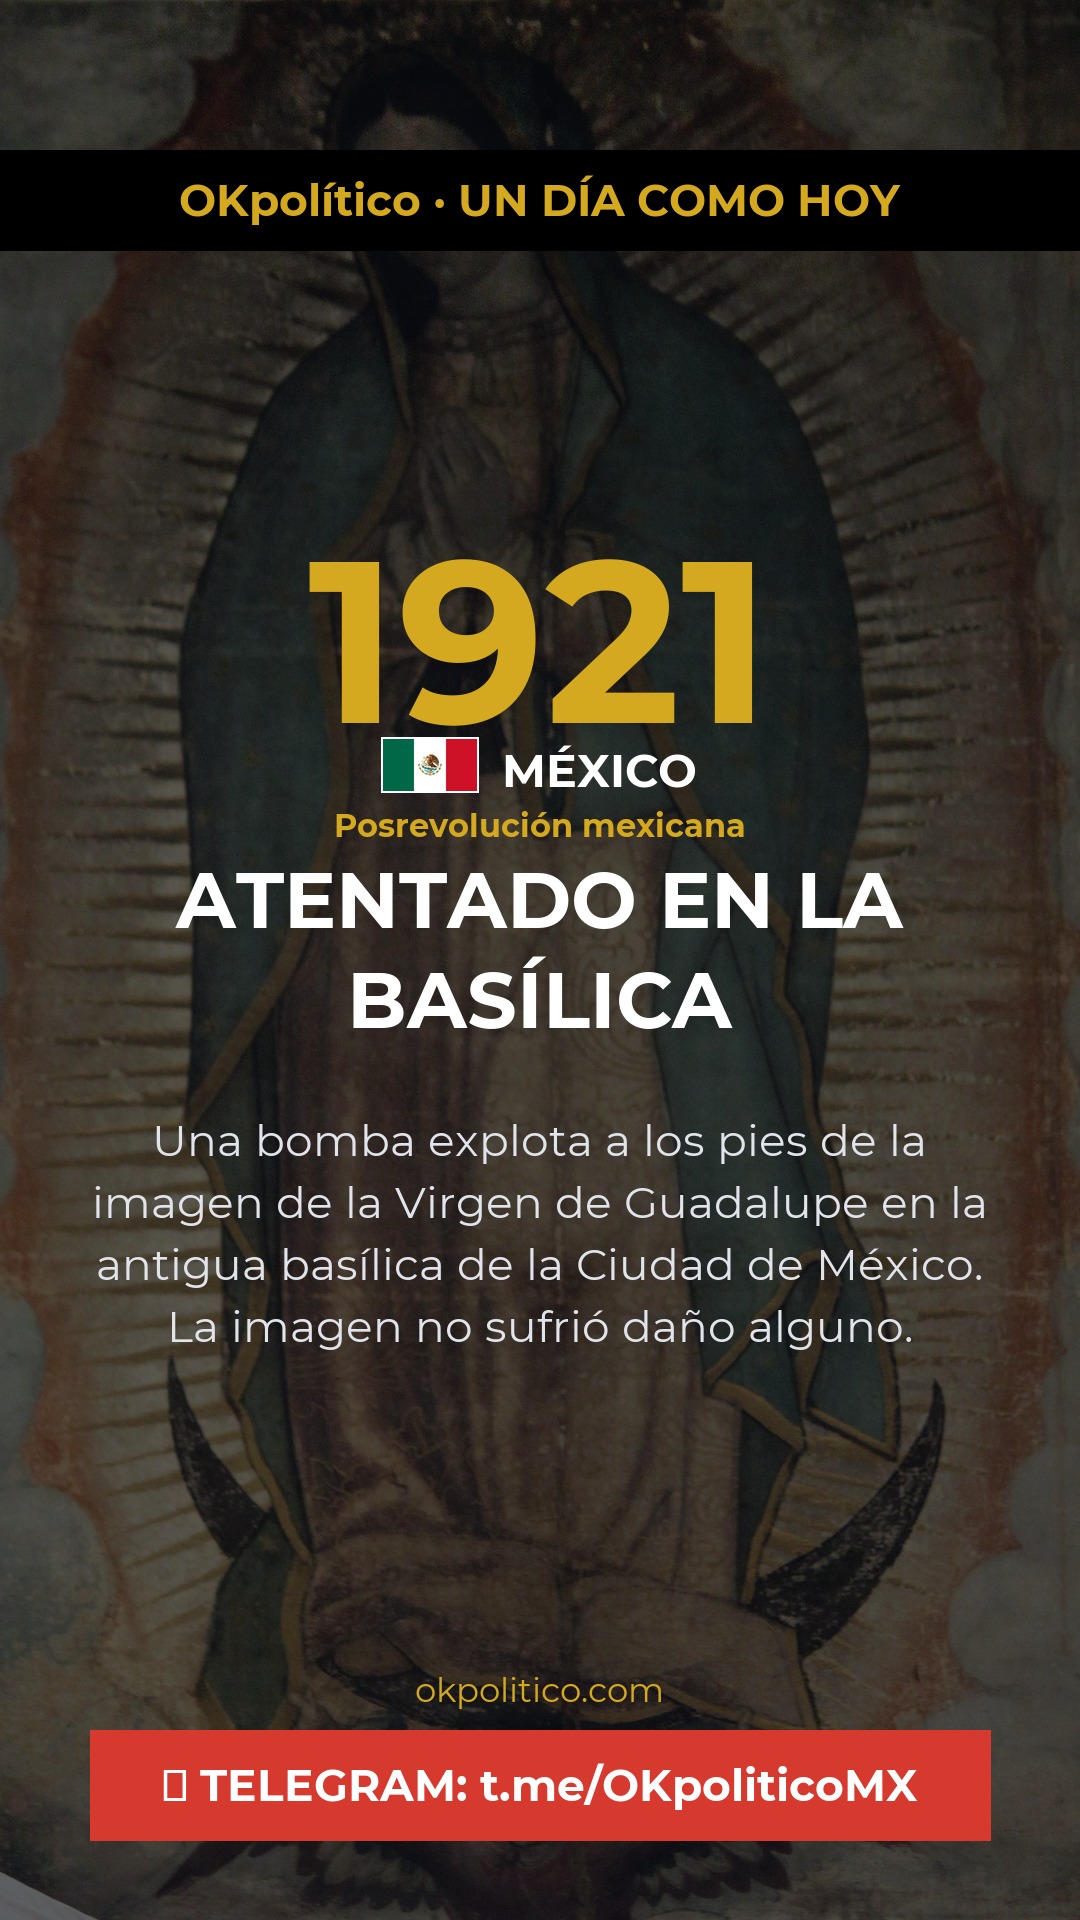 OKpolítico · UN DÍA COMO HOY
1921
MÉXICO
Posrevolución mexicana
ATENTADO EN LA
BASÍLICA
Una bomba explota a los pies de la
imagen de la Virgen de Guadalupe en la
antigua basílica de la Ciudad de México.
La imagen no sufrió daño alguno.
okpolitico.com
TELEGRAM: t.me/OKpoliticoMX